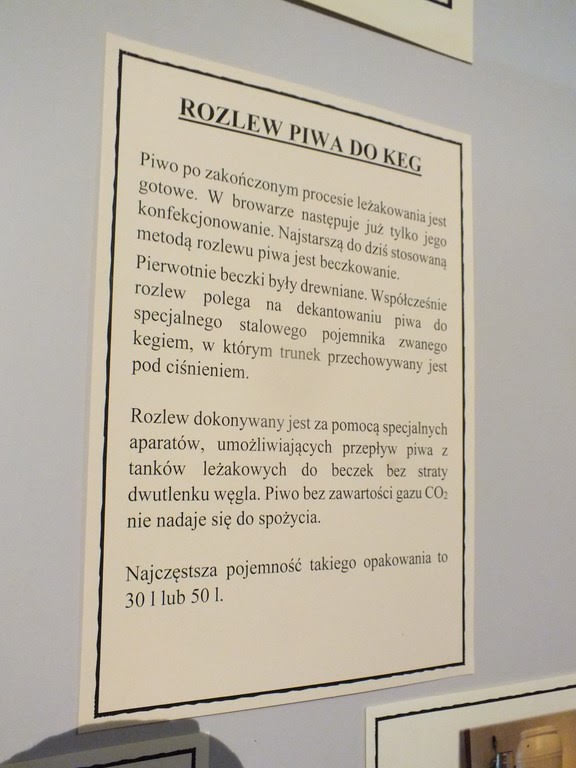 ROZLEW PIWA DO KEG
Piwo po zakończonym procesie leżakowania jest
gotowe. W browarze następuje już tylko jego
konfekcjonowanie. Najstarszą do dziś stosowaną
metodą rozlewu piwa jest beczkowanie.
Pierwotnie beczki były drewniane. Współcześnie
rozlew polega na dekantowaniu piwa do
specjalnego stalowego pojemnika zwanego
kegiem, w którym trunek przechowywany jest
pod ciśnieniem.
Rozlew dokonywany jest za pomocą specjalnych
aparatów, umożliwiających przepływ piwa z
tanków leżakowych do beczek bez straty
dwutlenku węgla. Piwo bez zawartości gazu CO₂
nie nadaje się do spożycia.
Najczęstsza pojemność takiego opakowania to
30 l lub 50 l.